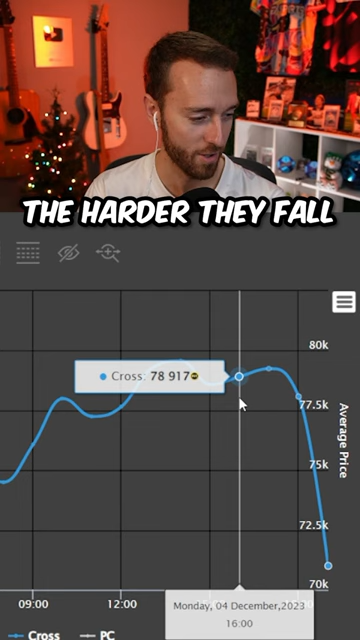 THE HARDER THEY FALL
80k
Cross: 78 917
77.5k
75k
72.5k
70k
Average Price
09:00
12:00
Monday, 04 December,2023
16:00
Cross
PC